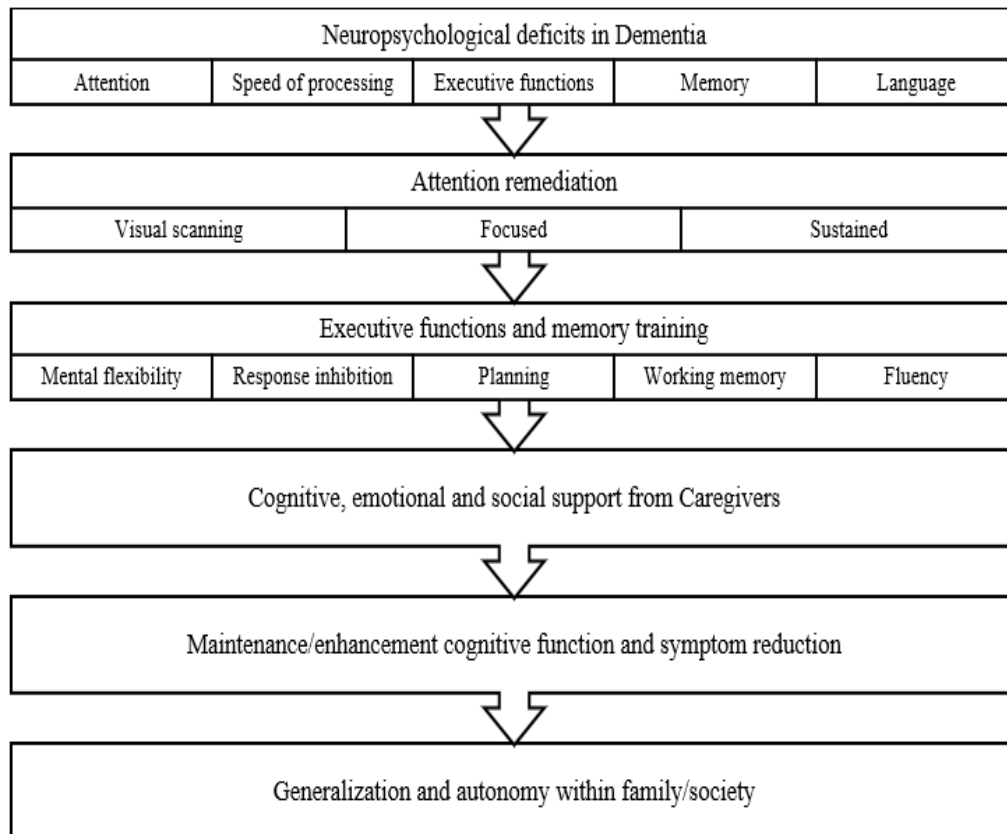 Neuropsychological deficits in Dementia
Attention Speed of processing Executive functions Memory Language
Attention remediation
Visual scanning Focused Sustained
Executive functions and memory training
Mental flexibility Response inhibition Planning Working memory Fluency
Cognitive, emotional and social support from Caregivers
Maintenance/enhancement cognitive function and symptom reduction
Generalization and autonomy within family/society